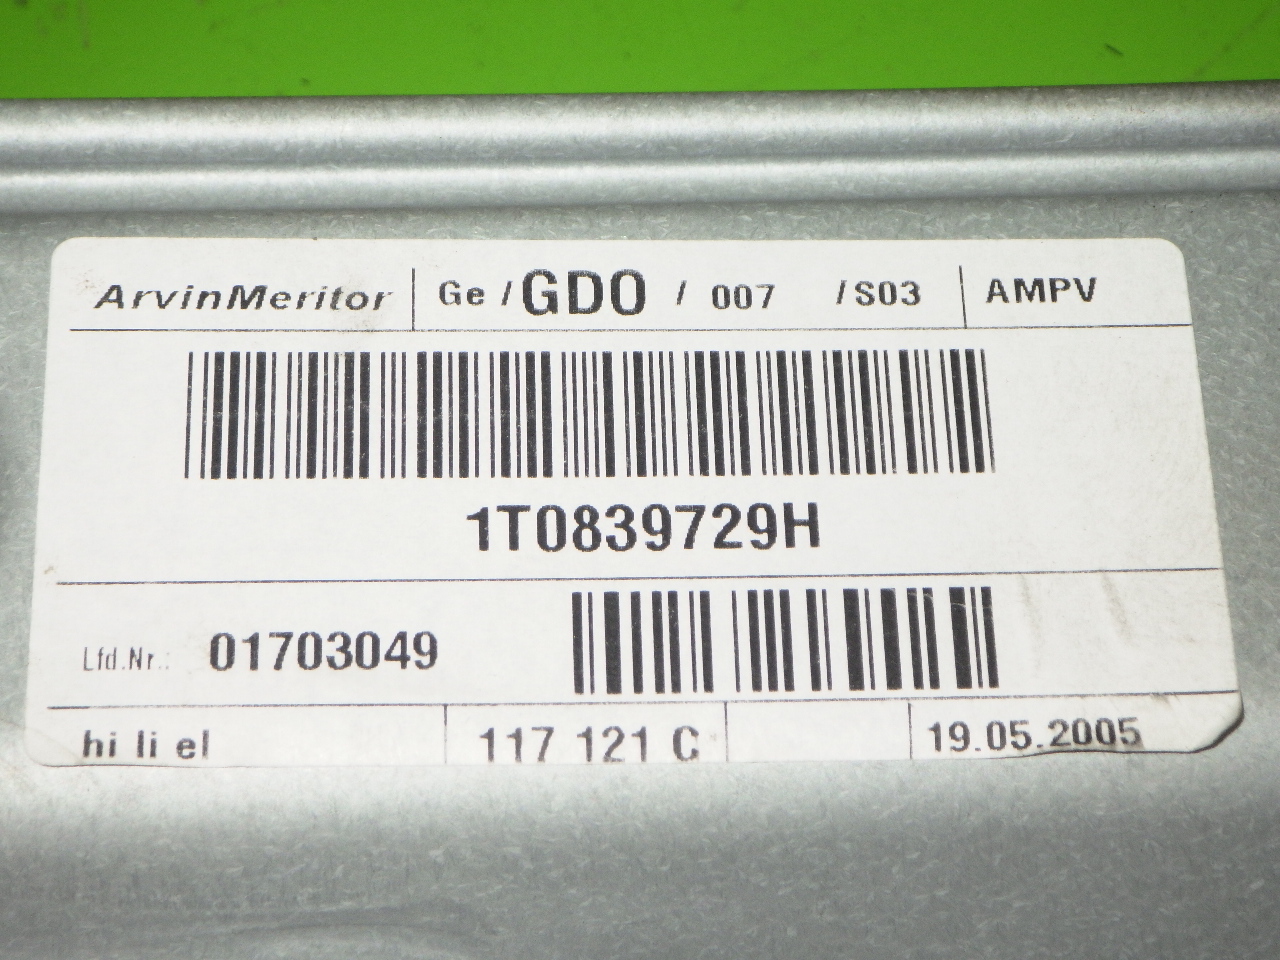 ArvinMeritor Ge / GDO / 007 / S03 AMPV
1T0839729H
Lfd.Nr.: 01703049
hi li el 117 121 C 19.05.2005